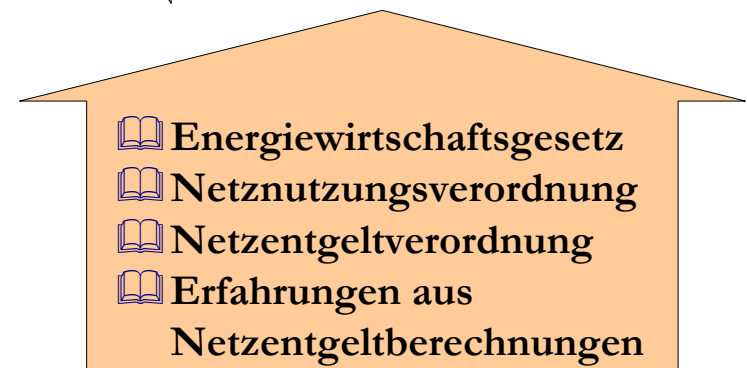 Energiewirtschaftsgesetz
Netznutzungsverordnung
Netzentgeltverordnung
Erfahrungen aus
Netzentgeltberechnungen